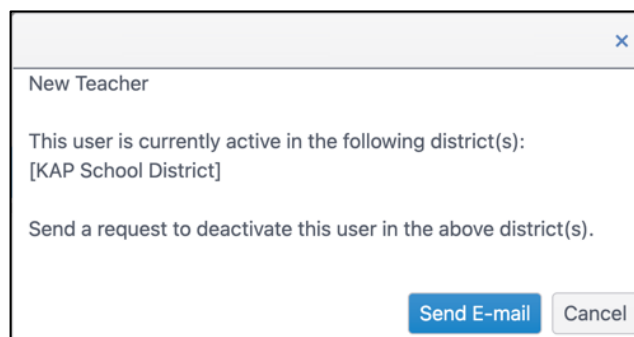 ×
New Teacher
This user is currently active in the following district(s):
[KAP School District]
Send a request to deactivate this user in the above district(s).
Send E-mail Cancel